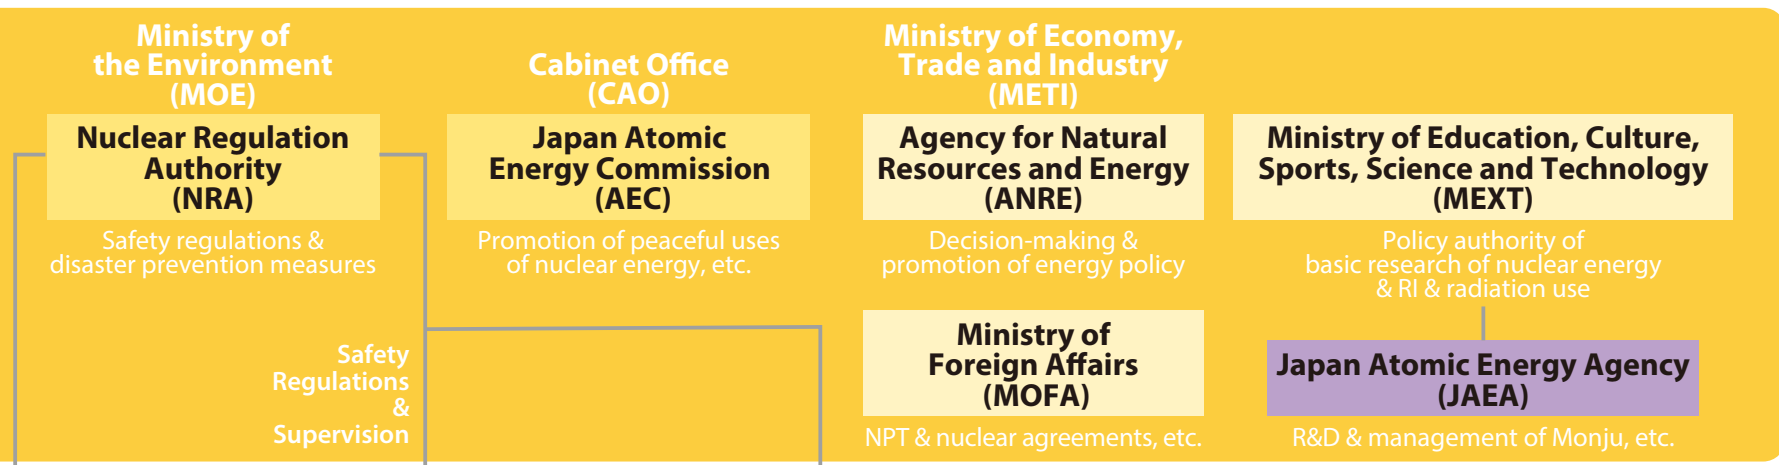 Ministry of
the Environment
(MOE)
Nuclear Regulation
Authority
(NRA)
Safety regulations &
disaster prevention measures
Safety
Regulations
&
Supervision
Cabinet Office
(CAO)
Japan Atomic
Energy Commission
(AEC)
Promotion of peaceful uses
of nuclear energy, etc.
Ministry of Economy,
Trade and Industry
(METI)
Agency for Natural
Resources and Energy
(ANRE)
Decision-making &
promotion of energy policy
Ministry of
Foreign Affairs
(MOFA)
NPT & nuclear agreements, etc.
Ministry of Education, Culture,
Sports, Science and Technology
(MEXT)
Policy authority of
basic research of nuclear energy
& RI & radiation use
Japan Atomic Energy Agency
(JAEA)
R&D & management of Monju, etc.